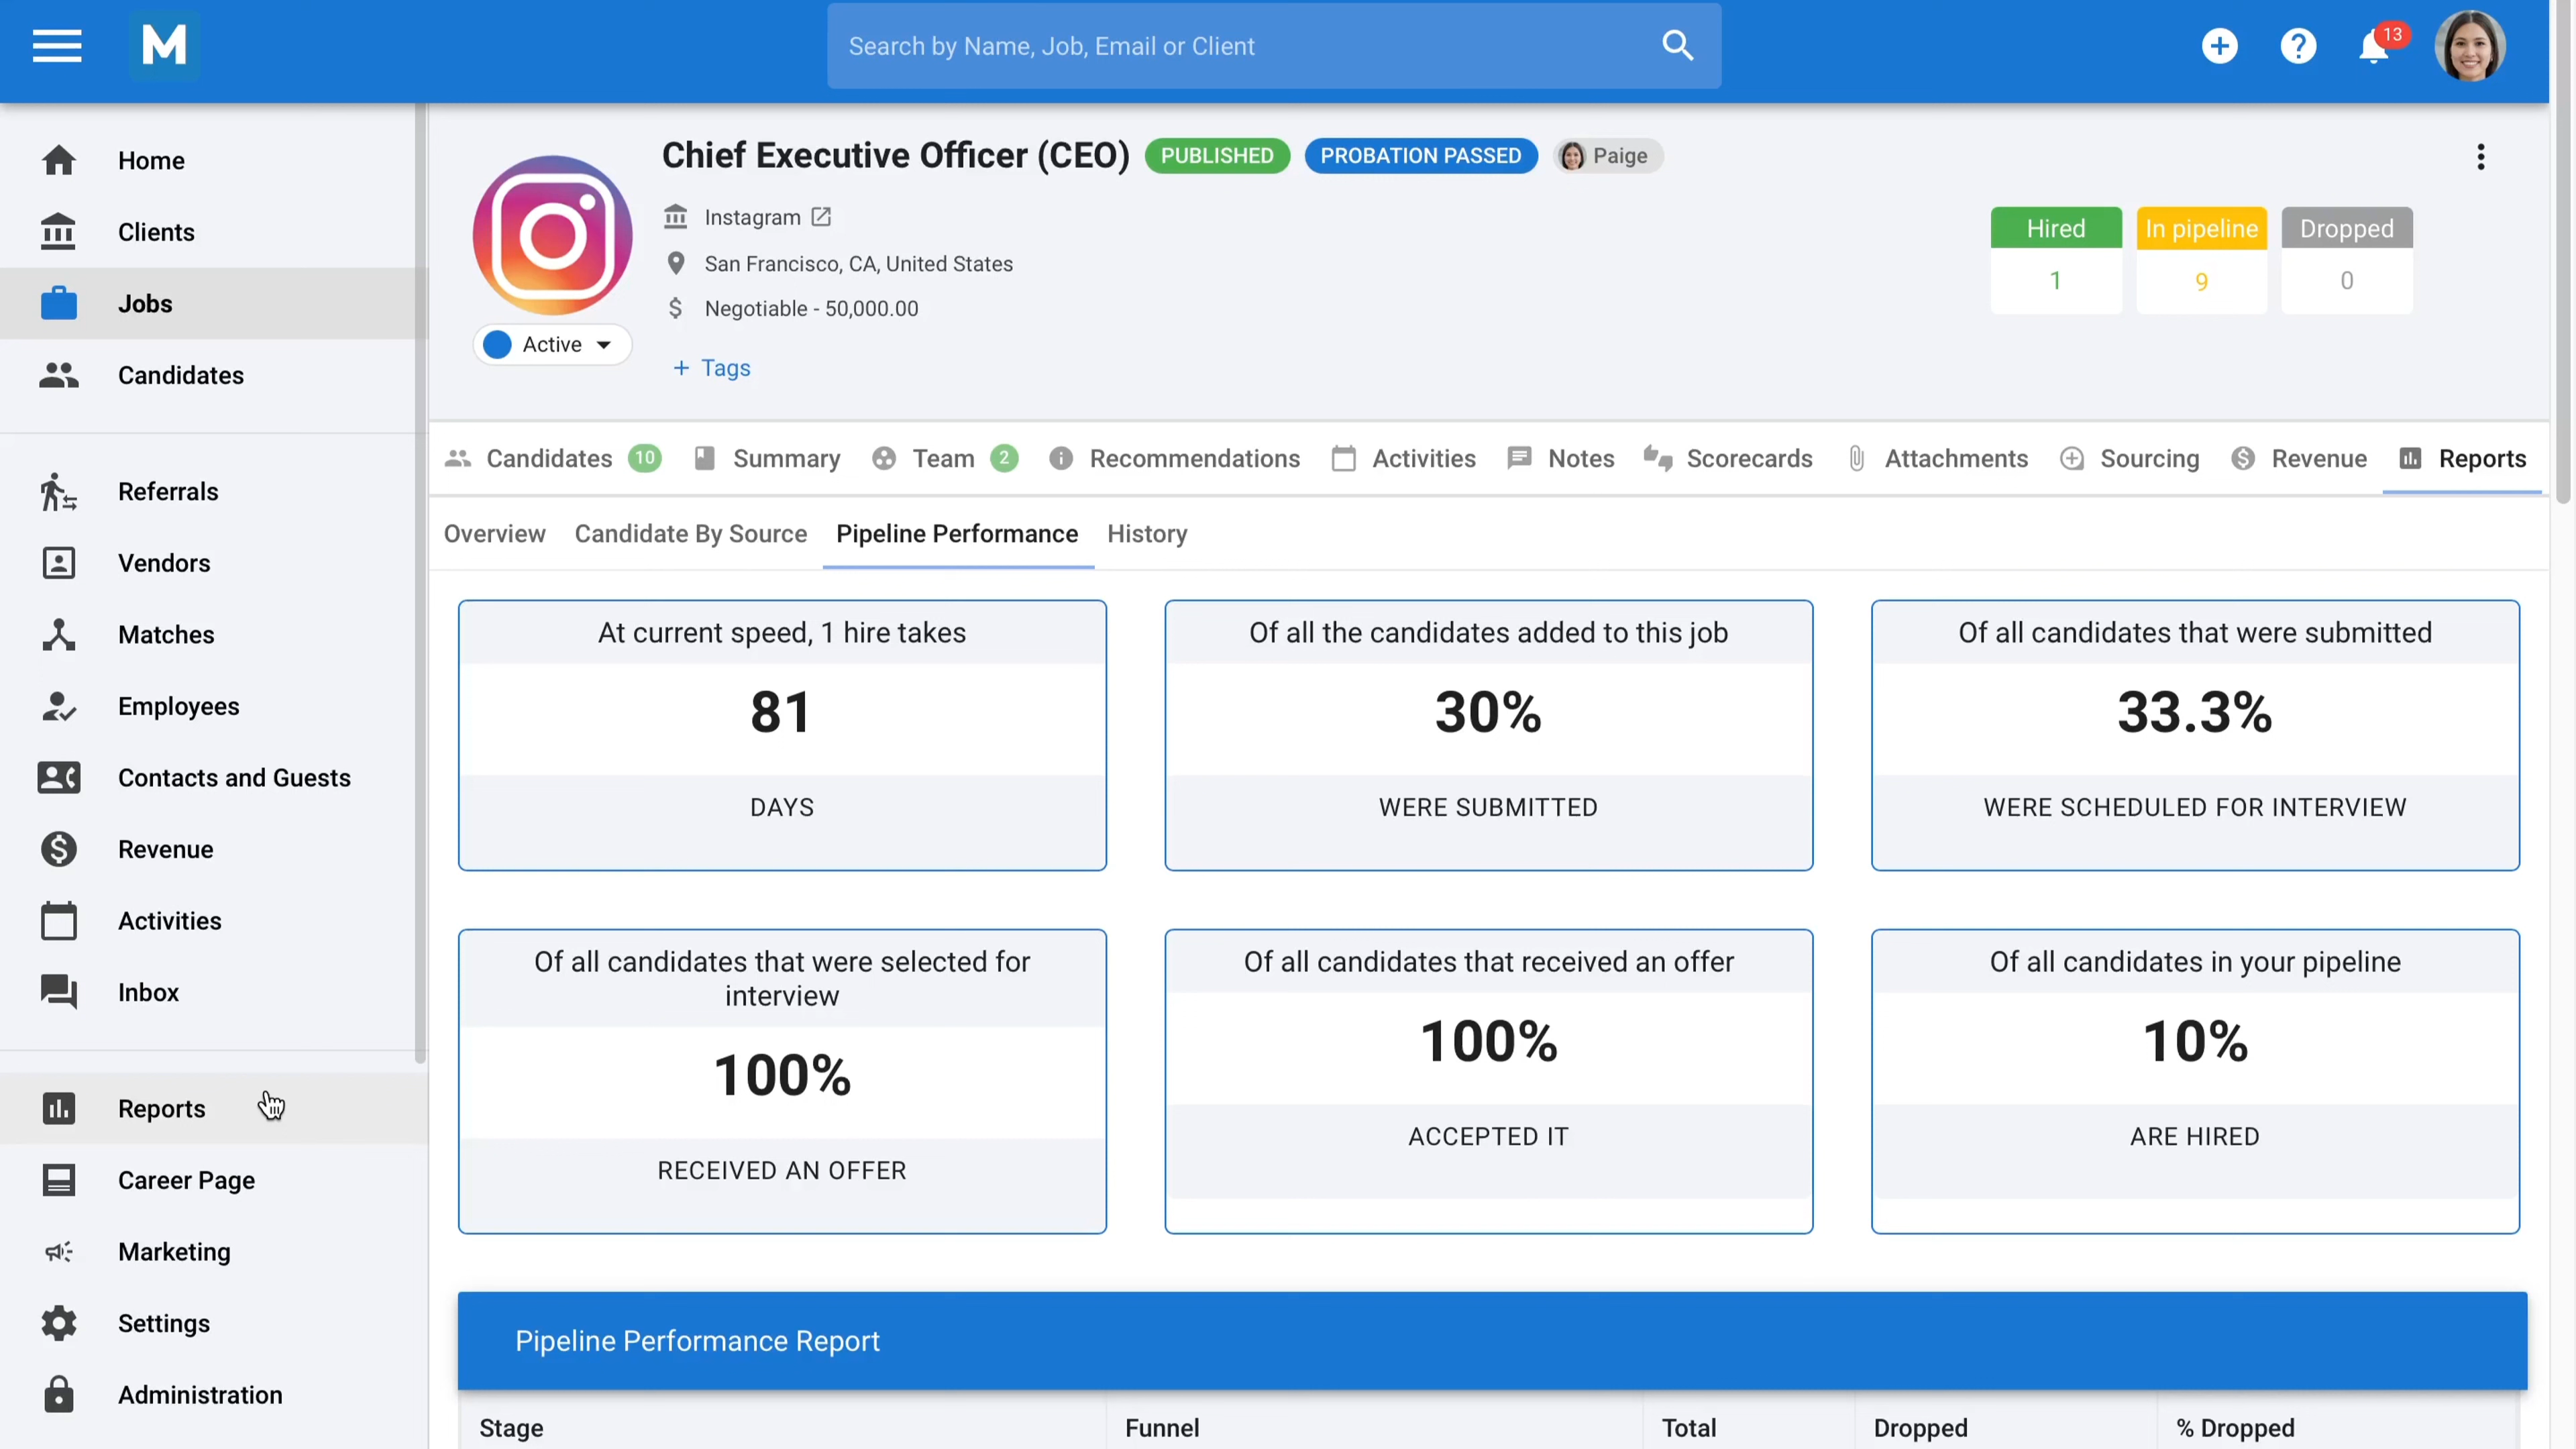 M
Search by Name, Job, Email or Client
13
Home
Clients
Jobs
Candidates
Referrals
Vendors
Matches
Employees
Contacts and Guests
Revenue
Activities
Inbox
Reports
Career Page
Marketing
Settings
Administration
Chief Executive Officer (CEO) PUBLISHED PROBATION PASSED Paige
Instagram
San Francisco, CA, United States
$ Negotiable - 50,000.00
Active
+ Tags
Hired In pipeline Dropped
1 9 0
Candidates 10 Summary Team 2 Recommendations Activities Notes Scorecards Attachments Sourcing Revenue Reports
Overview Candidate By Source Pipeline Performance History
At current speed, 1 hire takes
81
DAYS
Of all the candidates added to this job
30%
WERE SUBMITTED
Of all candidates that were submitted
33.3%
WERE SCHEDULED FOR INTERVIEW
Of all candidates that were selected for
interview
100%
RECEIVED AN OFFER
Of all candidates that received an offer
100%
ACCEPTED IT
Of all candidates in your pipeline
10%
ARE HIRED
Pipeline Performance Report
Stage Funnel Total Dropped % Dropped